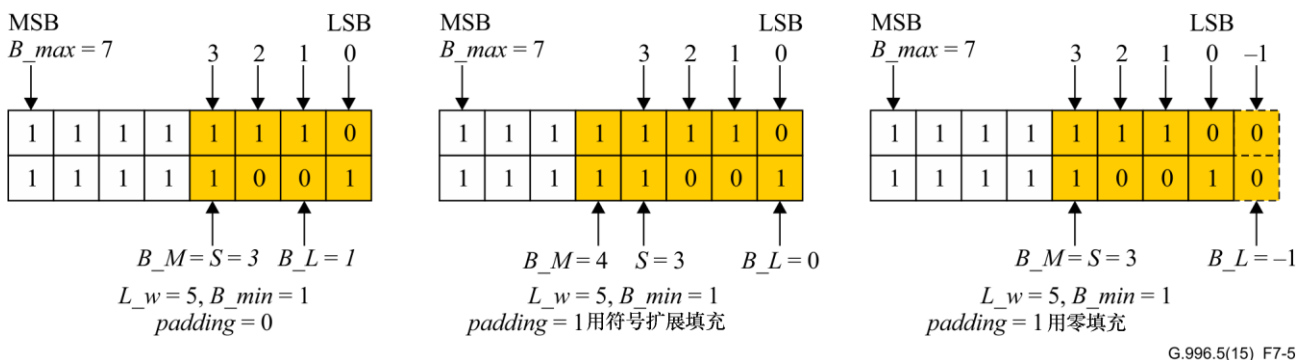 MSB LSB MSB LSB MSB LSB
B_max = 7 3 2 1 0 B_max = 7 3 2 1 0 B_max = 7 3 2 1 0 –1
1 1 1 1 1 1 1 0 1 1 1 1 1 1 1 0 1 1 1 1 1 1 1 0 0
1 1 1 1 1 0 0 1 1 1 1 1 1 0 0 1 1 1 1 1 1 0 0 1 0
B_M = S = 3 B_L = 1 B_M = 4 S = 3 B_L = 0 B_M = S = 3 B_L = –1
L_w = 5, B_min = 1 L_w = 5, B_min = 1 L_w = 5, B_min = 1
padding = 0 padding = 1用符号扩展填充 padding = 1用零填充
G.996.5(15)_F7-5